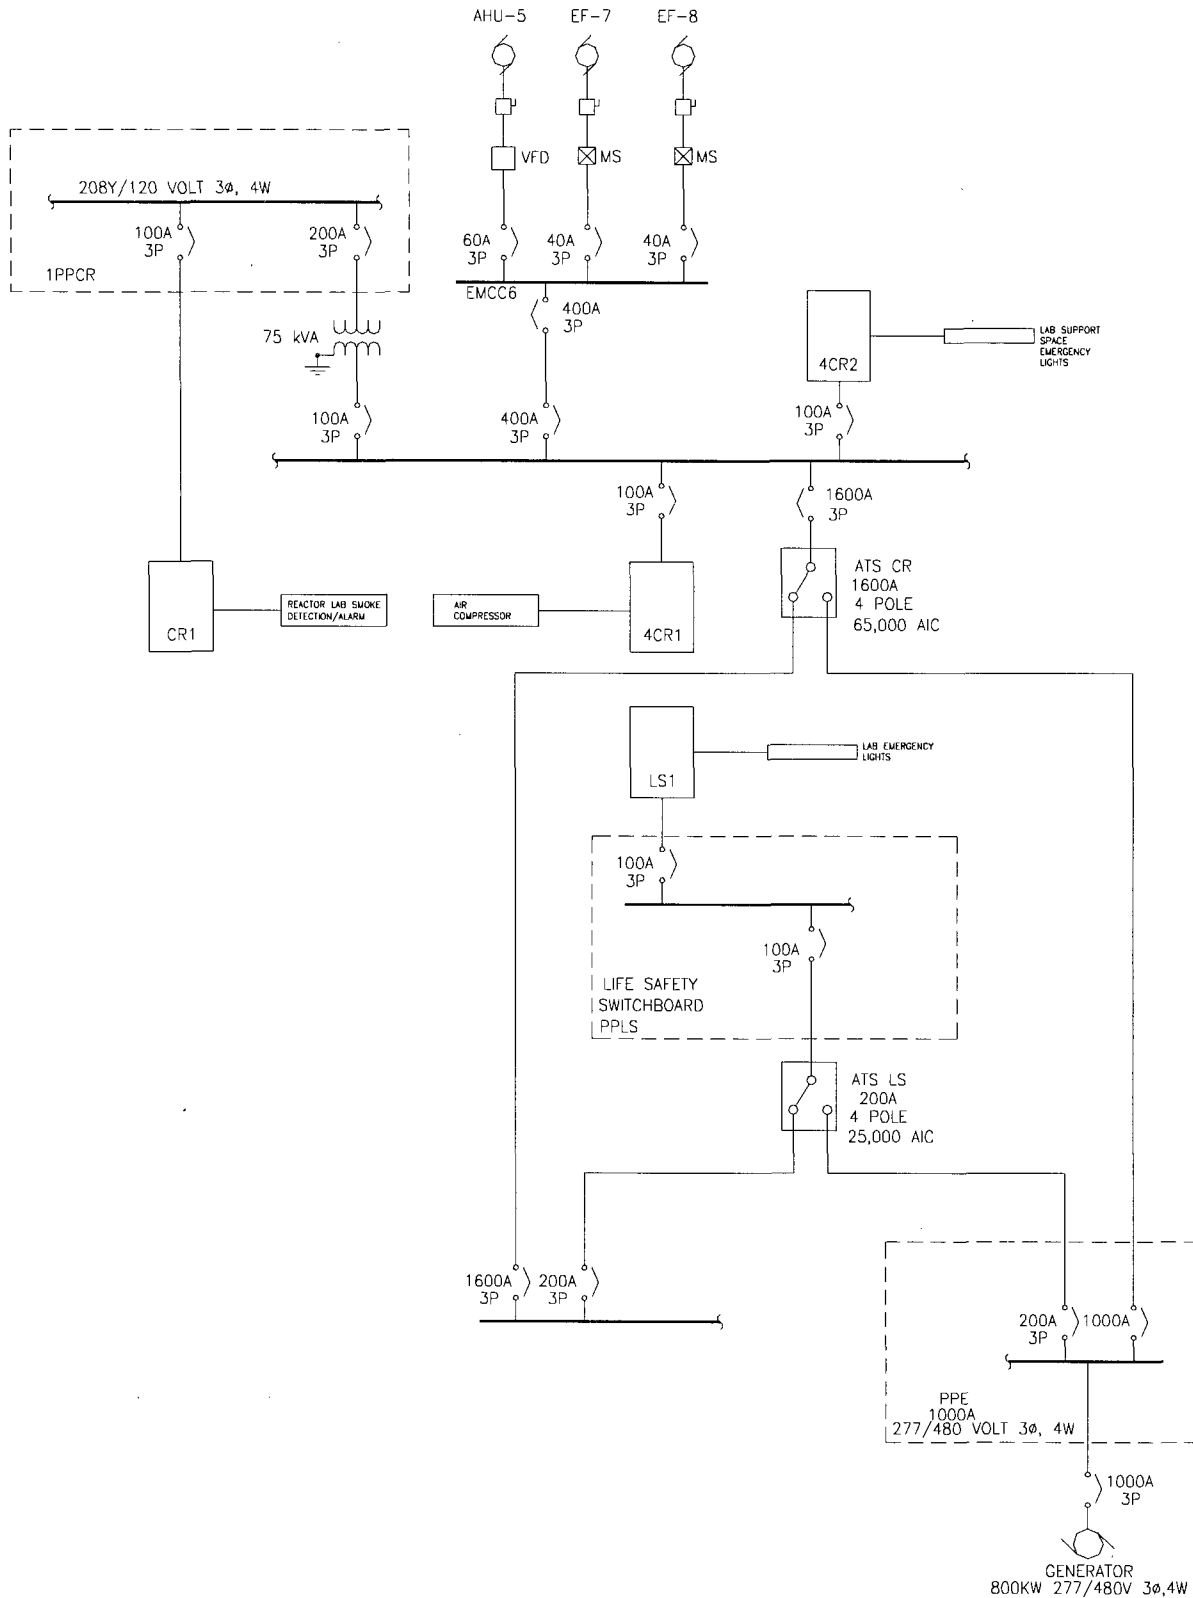 AHU-5
EF-7
EF-8
VFD
MS
MS
208Y/120 VOLT 3ø, 4W
100A
3P
200A
3P
1PPCR
60A
3P
40A
3P
40A
3P
EMCC6
400A
3P
75 kVA
4CR2
LAB SUPPORT
SPACE
EMERGENCY
LIGHTS
100A
3P
400A
3P
100A
3P
100A
3P
1600A
3P
CR1
REACTOR LAB SMOKE
DETECTION/ALARM
AIR
COMPRESSOR
4CR1
ATS CR
1600A
4 POLE
65,000 AIC
LS1
LAB EMERGENCY
LIGHTS
100A
3P
100A
3P
LIFE SAFETY
SWITCHBOARD
PPLS
ATS LS
200A
4 POLE
25,000 AIC
1600A
3P
200A
3P
200A
3P
1000A
PPE
1000A
277/480 VOLT 3ø, 4W
1000A
3P
GENERATOR
800KW 277/480V 3ø,4W